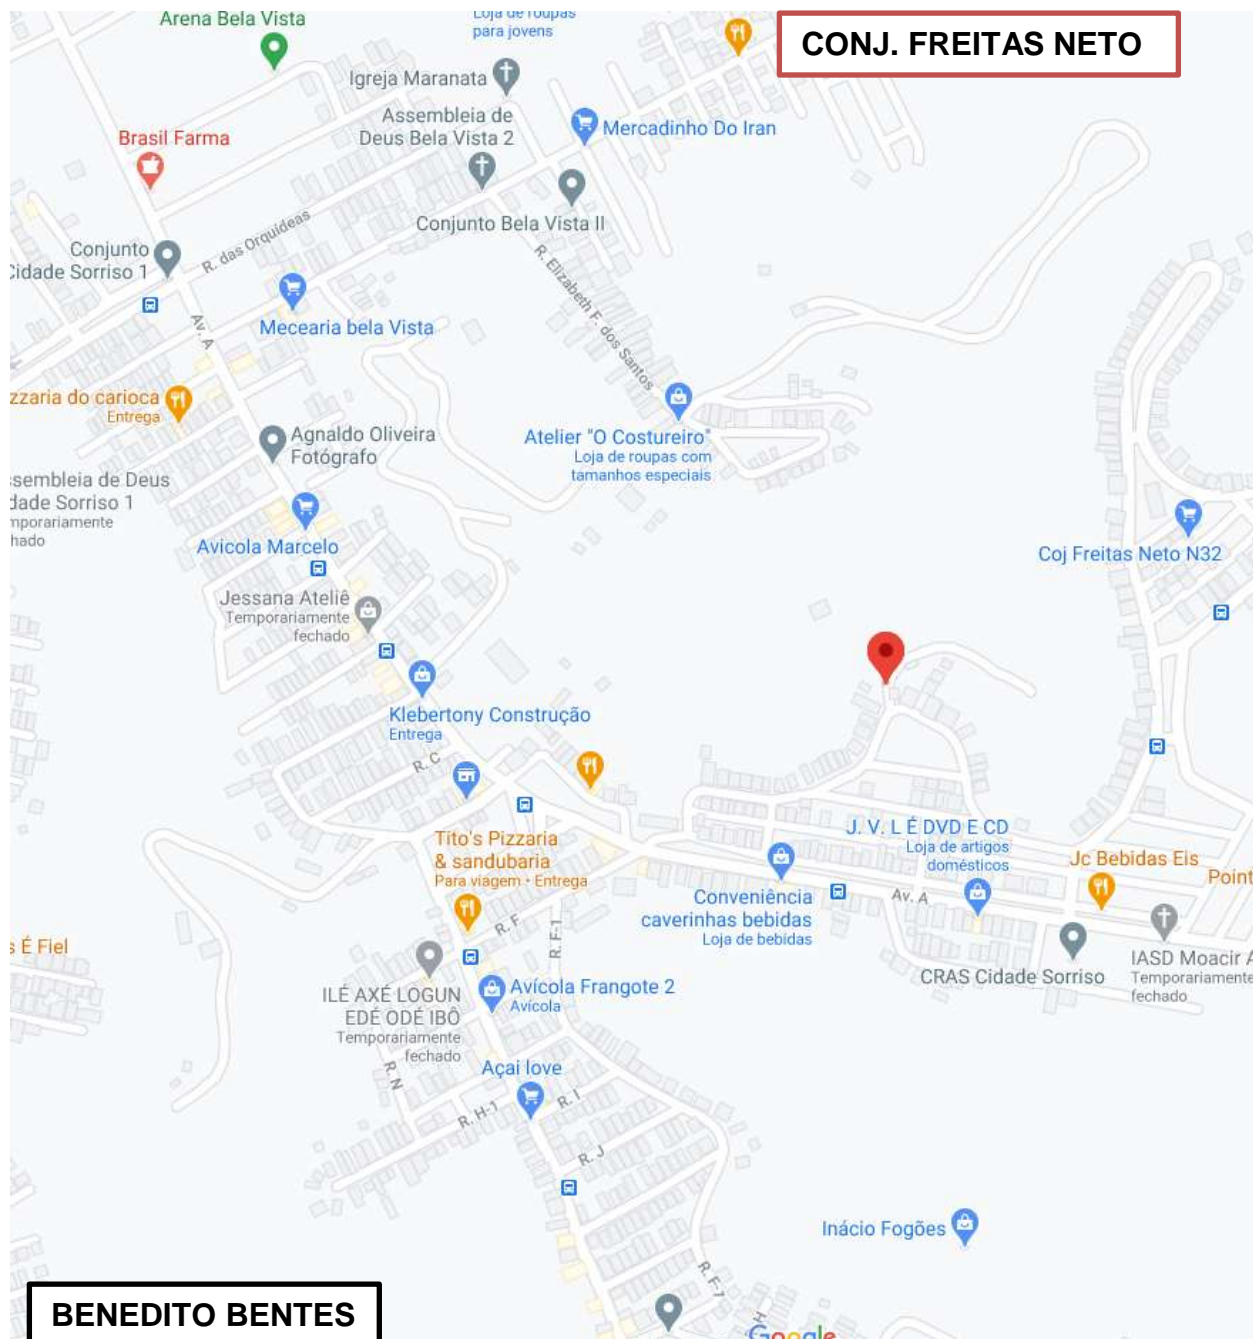 Arena Bela Vista
Loja de roupas
para jovens
CONJ. FREITAS NETO
Igreja Maranata
Brasil Farma
Assembleia de
Deus Bela Vista 2
Mercadinho Do Iran
Conjunto Bela Vista II
R. das Orquídeas
Conjunto
Cidade Sorriso 1
R. Elizabeth F. dos Santos
Mecearia bela Vista
Av. A
zzaria do carioca
Entrega
Agnaldo Oliveira
Fotógrafo
Atelier "O Costureiro"
Loja de roupas com
tamanhos especiais
ssembleia de Deus
dade Sorriso 1
mporariamente
hado
Avicola Marcelo
Coj Freitas Neto N32
Jessana Ateliê
Temporariamente
fechado
Klebertony Construção
Entrega
R. C
Tito's Pizzaria
& sandubaria
Para viagem • Entrega
J. V. L É DVD E CD
Loja de artigos
domésticos
Jc Bebidas Eis
Point
Conveniência
caverinhas bebidas
Loja de bebidas
Av. A
R. F
R. F-1
s É Fiel
CRAS Cidade Sorriso
IASD Moacir A
Temporariamente
fechado
ILÉ AXÉ LOGUN
EDÉ ODÉ IBÔ
Temporariamente
fechado
Avícola Frangote 2
Avícola
Açai love
R. N
R. H-1
R. I
R. J
Inácio Fogões
R. F-1
H
BENEDITO BENTES
Google